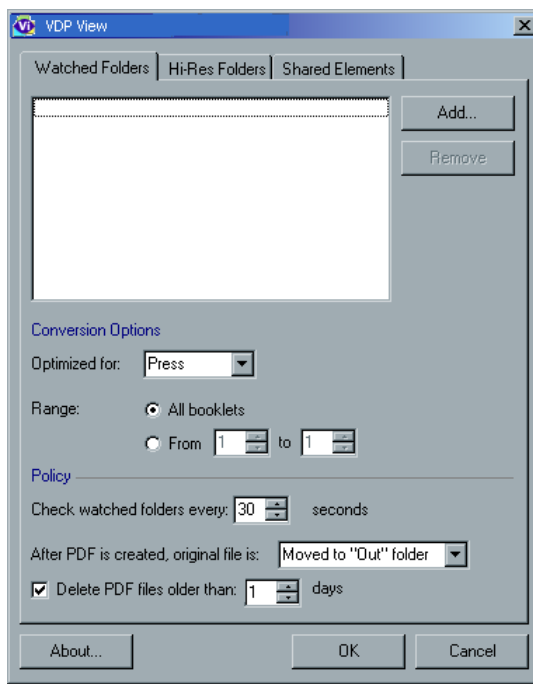 Vi VDP View
Watched Folders Hi-Res Folders Shared Elements
Add...
Remove
Conversion Options
Optimized for: Press
Range: All booklets
From 1 to 1
Policy
Check watched folders every: 30 seconds
After PDF is created, original file is: Moved to "Out" folder
Delete PDF files older than: 1 days
About... OK Cancel